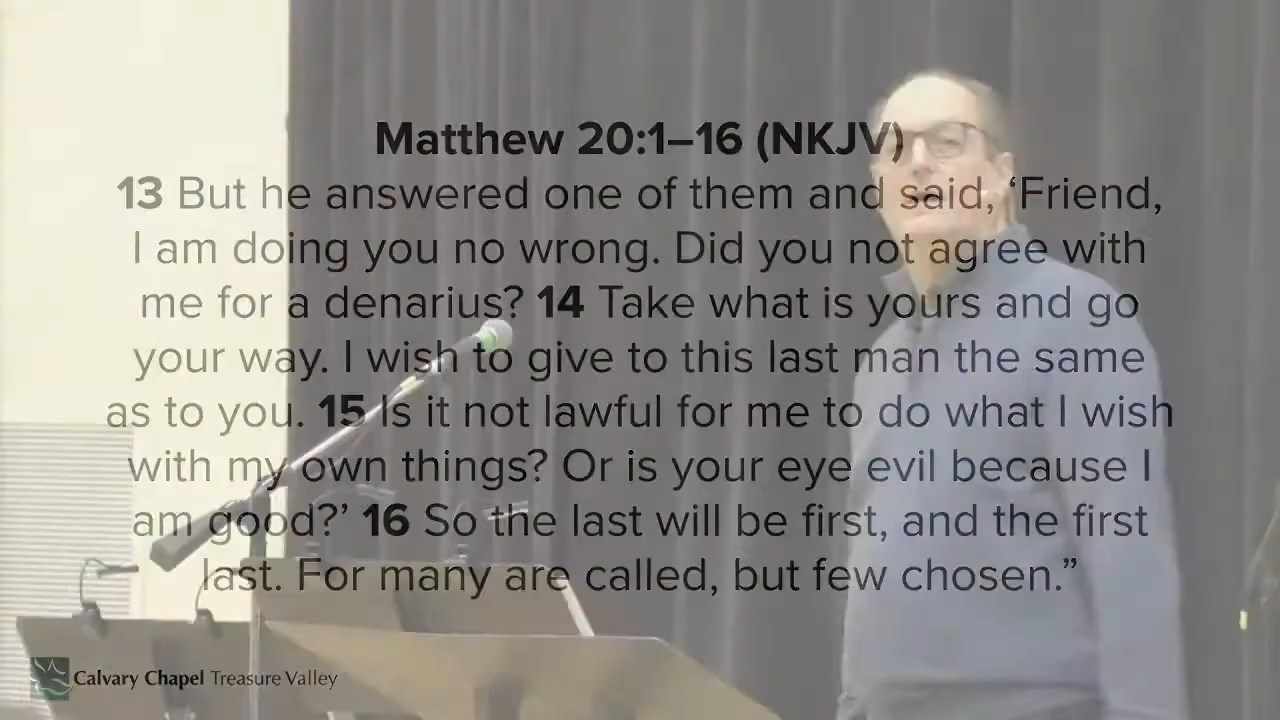 Matthew 20:1–16 (NKJV)
13 But he answered one of them and said, ‘Friend,
I am doing you no wrong. Did you not agree with
me for a denarius? 14 Take what is yours and go
your way. I wish to give to this last man the same
as to you. 15 Is it not lawful for me to do what I wish
with my own things? Or is your eye evil because I
am good?’ 16 So the last will be first, and the first
last. For many are called, but few chosen.”
Calvary Chapel Treasure Valley